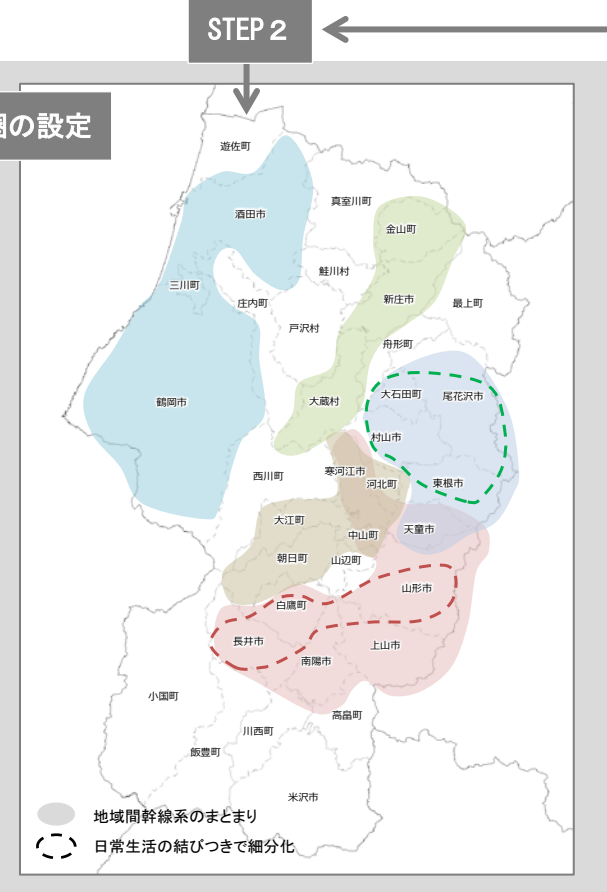 STEP 2
圏の設定
遊佐町
真室川町
酒田市
金山町
鮭川村
三川町
庄内町
新庄市
最上町
戸沢村
舟形町
大石田町
尾花沢市
鶴岡市
大蔵村
村山市
寒河江市
西川町
河北町
東根市
大江町
天童市
中山町
朝日町
山辺町
山形市
白鷹町
長井市
上山市
南陽市
小国町
高畠町
川西町
飯豊町
米沢市
地域間幹線系のまとまり
日常生活の結びつきで細分化